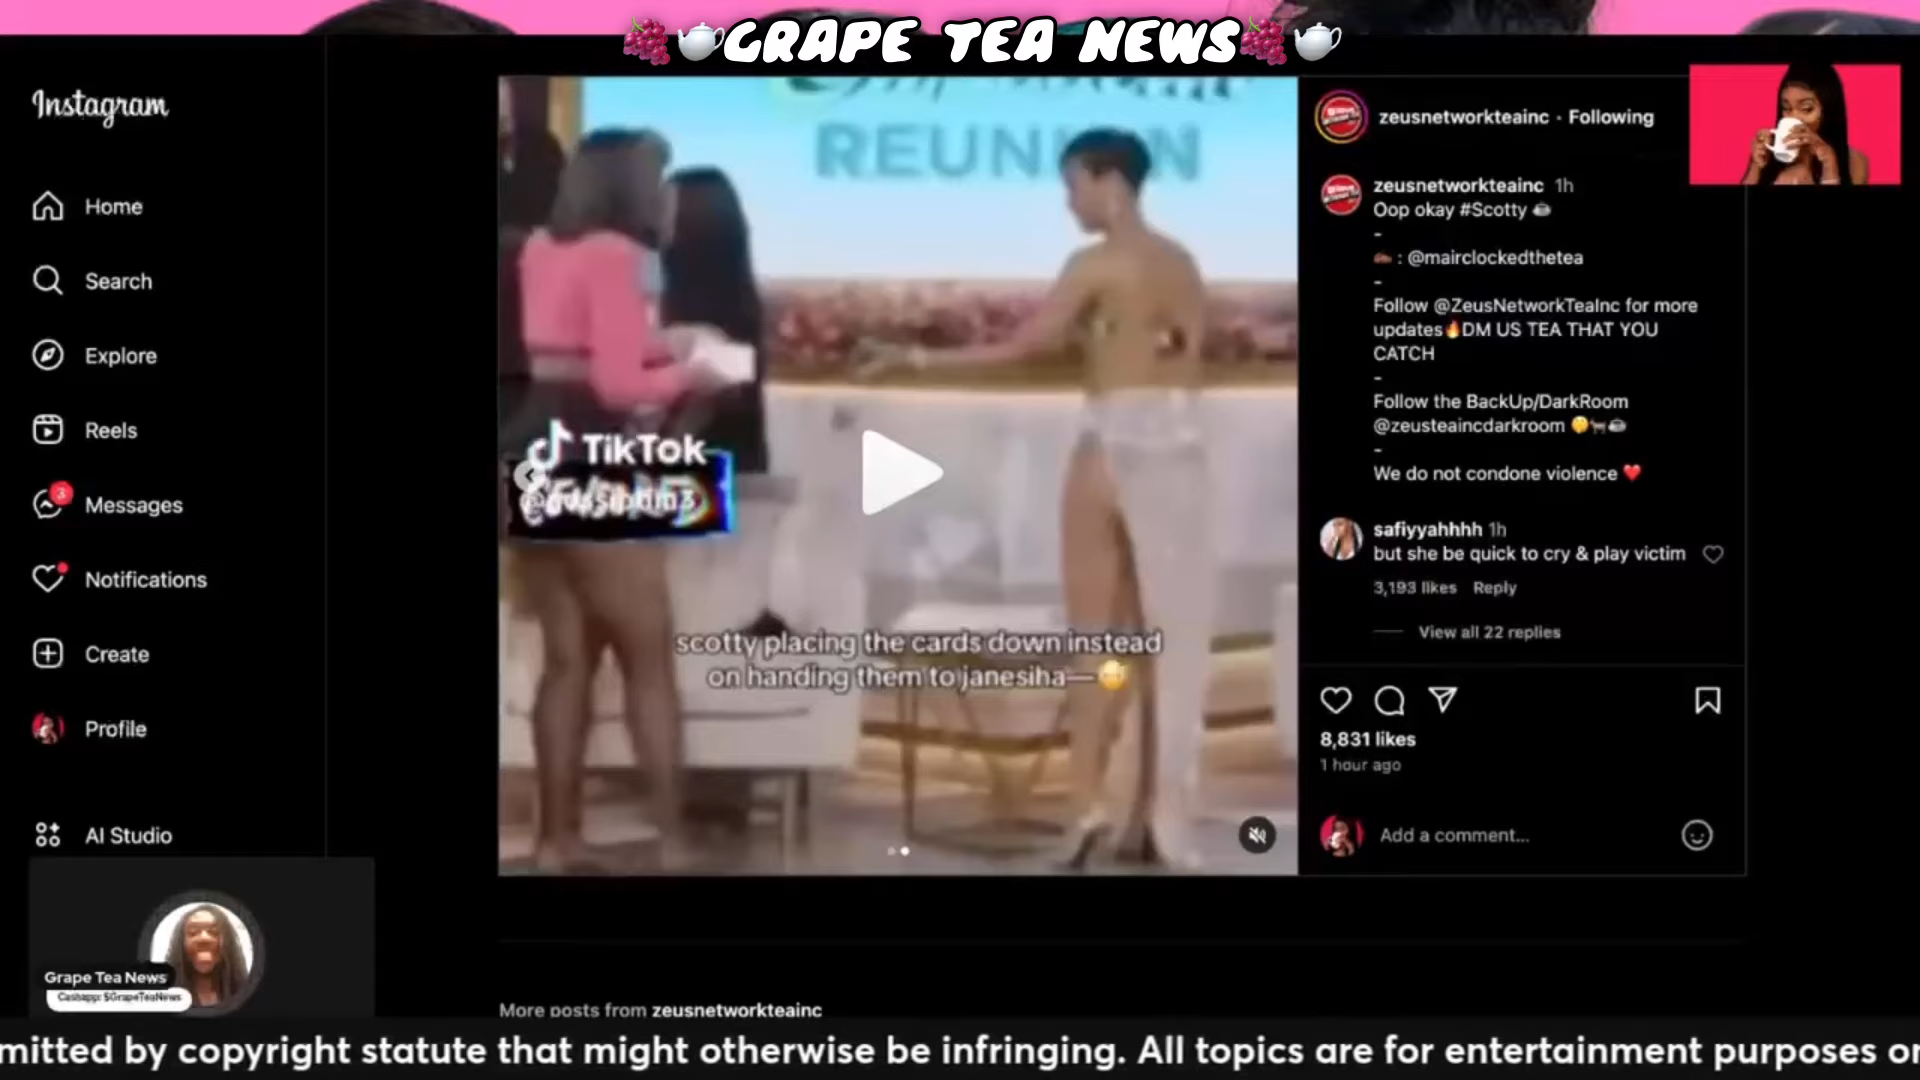 GRAPE TEA NEWS
Instagram
Home
Search
Explore
Reels
3
Messages
Notifications
Create
Profile
AI Studio
REUNION
TikTok
scotty placing the cards down instead
on handing them to janesiha—
zeusnetworkteainc · Following
zeusnetworkteainc 1h
Oop okay #Scotty
-
: @mairclockedthetea
-
Follow @ZeusNetworkTeaInc for more
updates🔥DM US TEA THAT YOU
CATCH
-
Follow the BackUp/DarkRoom
@zeusteaincdarkroom
-
We do not condone violence ❤️
safiyyahhhh 1h
but she be quick to cry & play victim
3,193 likes Reply
View all 22 replies
8,831 likes
1 hour ago
Add a comment...
Grape Tea News
Cashapp: $GrapeTeaNews
More posts from zeusnetworkteainc
mitted by copyright statute that might otherwise be infringing. All topics are for entertainment purposes or